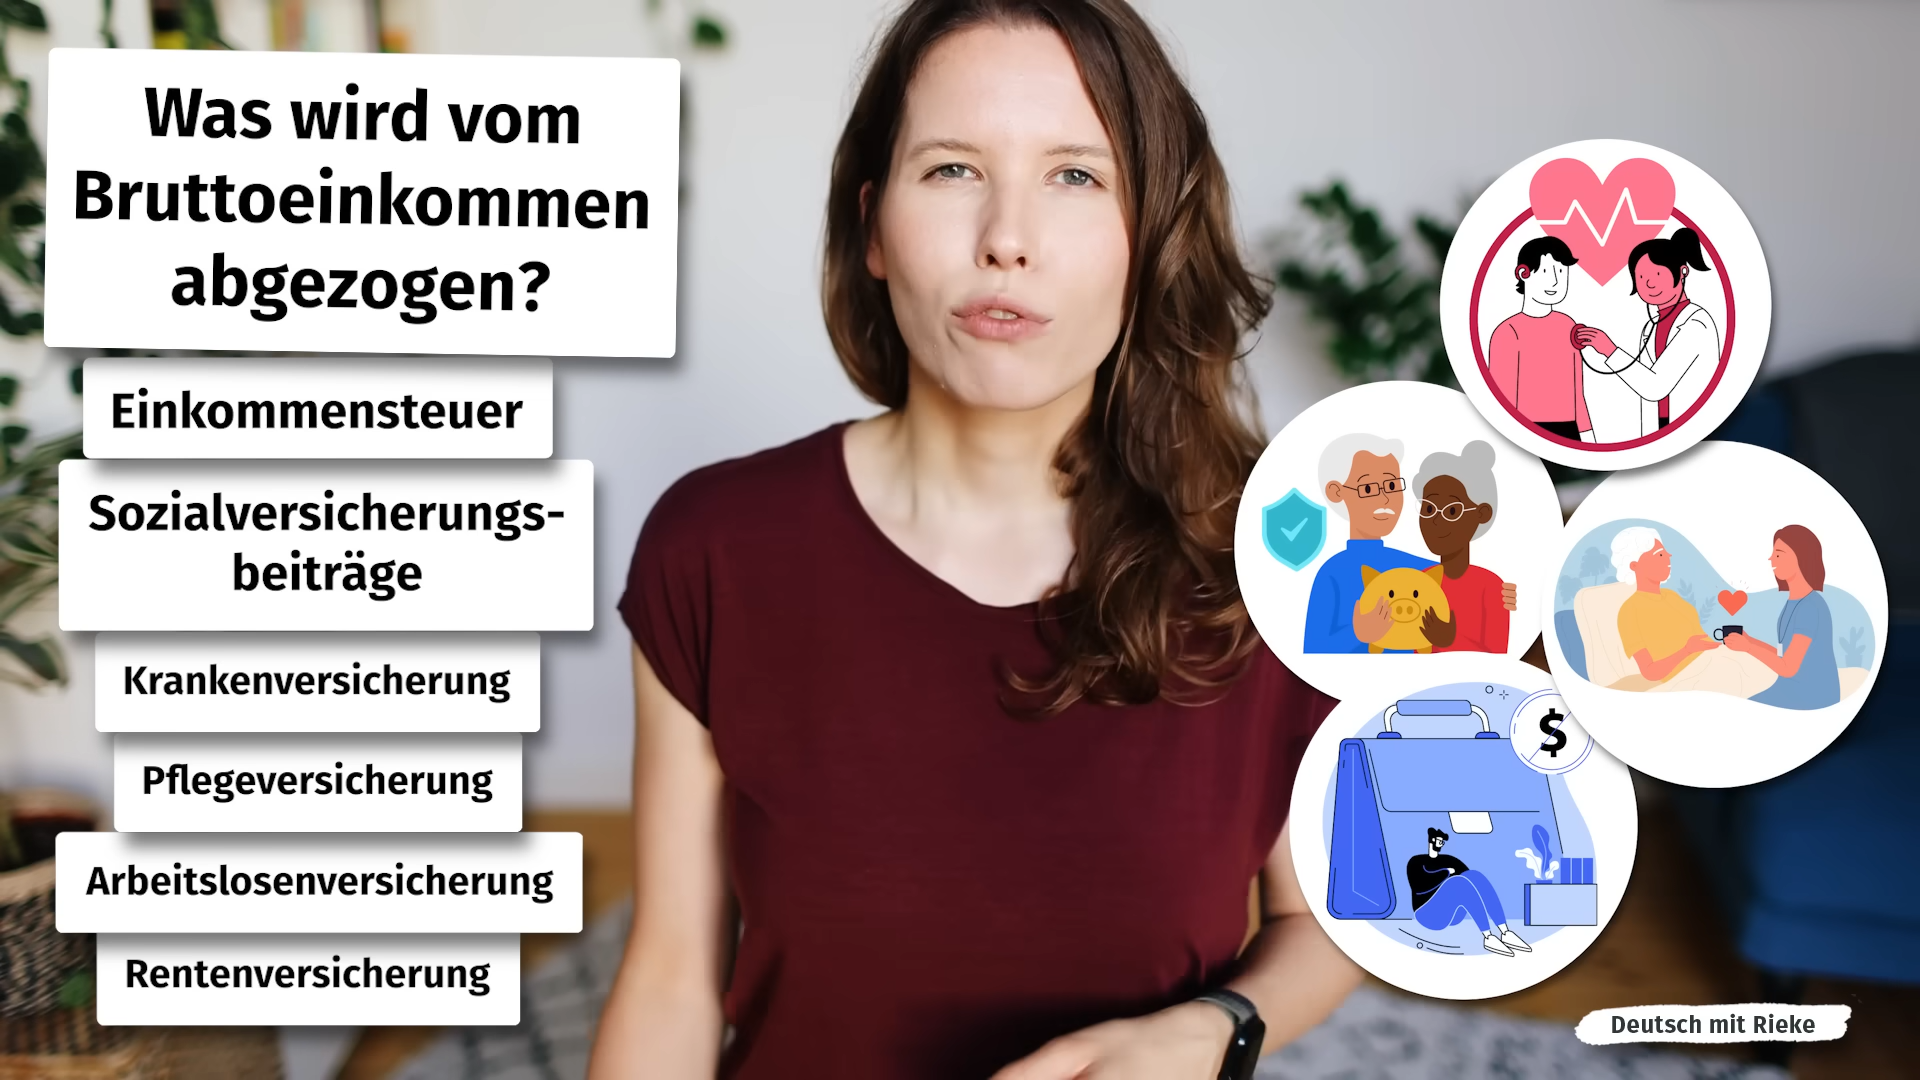 Was wird vom
Bruttoeinkommen
abgezogen?
Einkommensteuer
Sozialversicherungs-
beiträge
Krankenversicherung
Pflegeversicherung
Arbeitslosenversicherung
Rentenversicherung
$
Deutsch mit Rieke